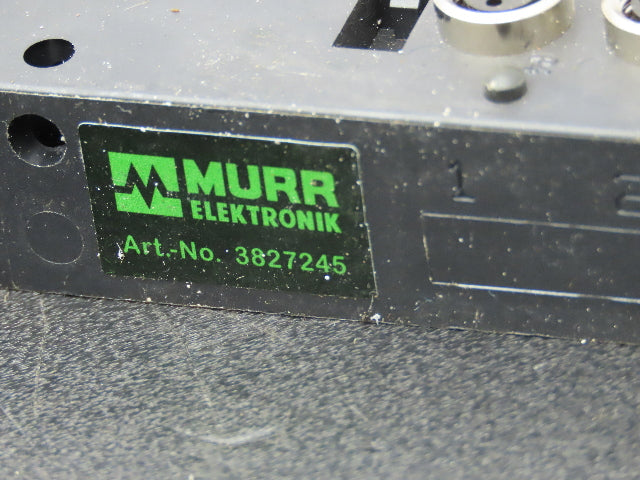 MURR
ELEKTRONIK
Art.-No. 3827245
1